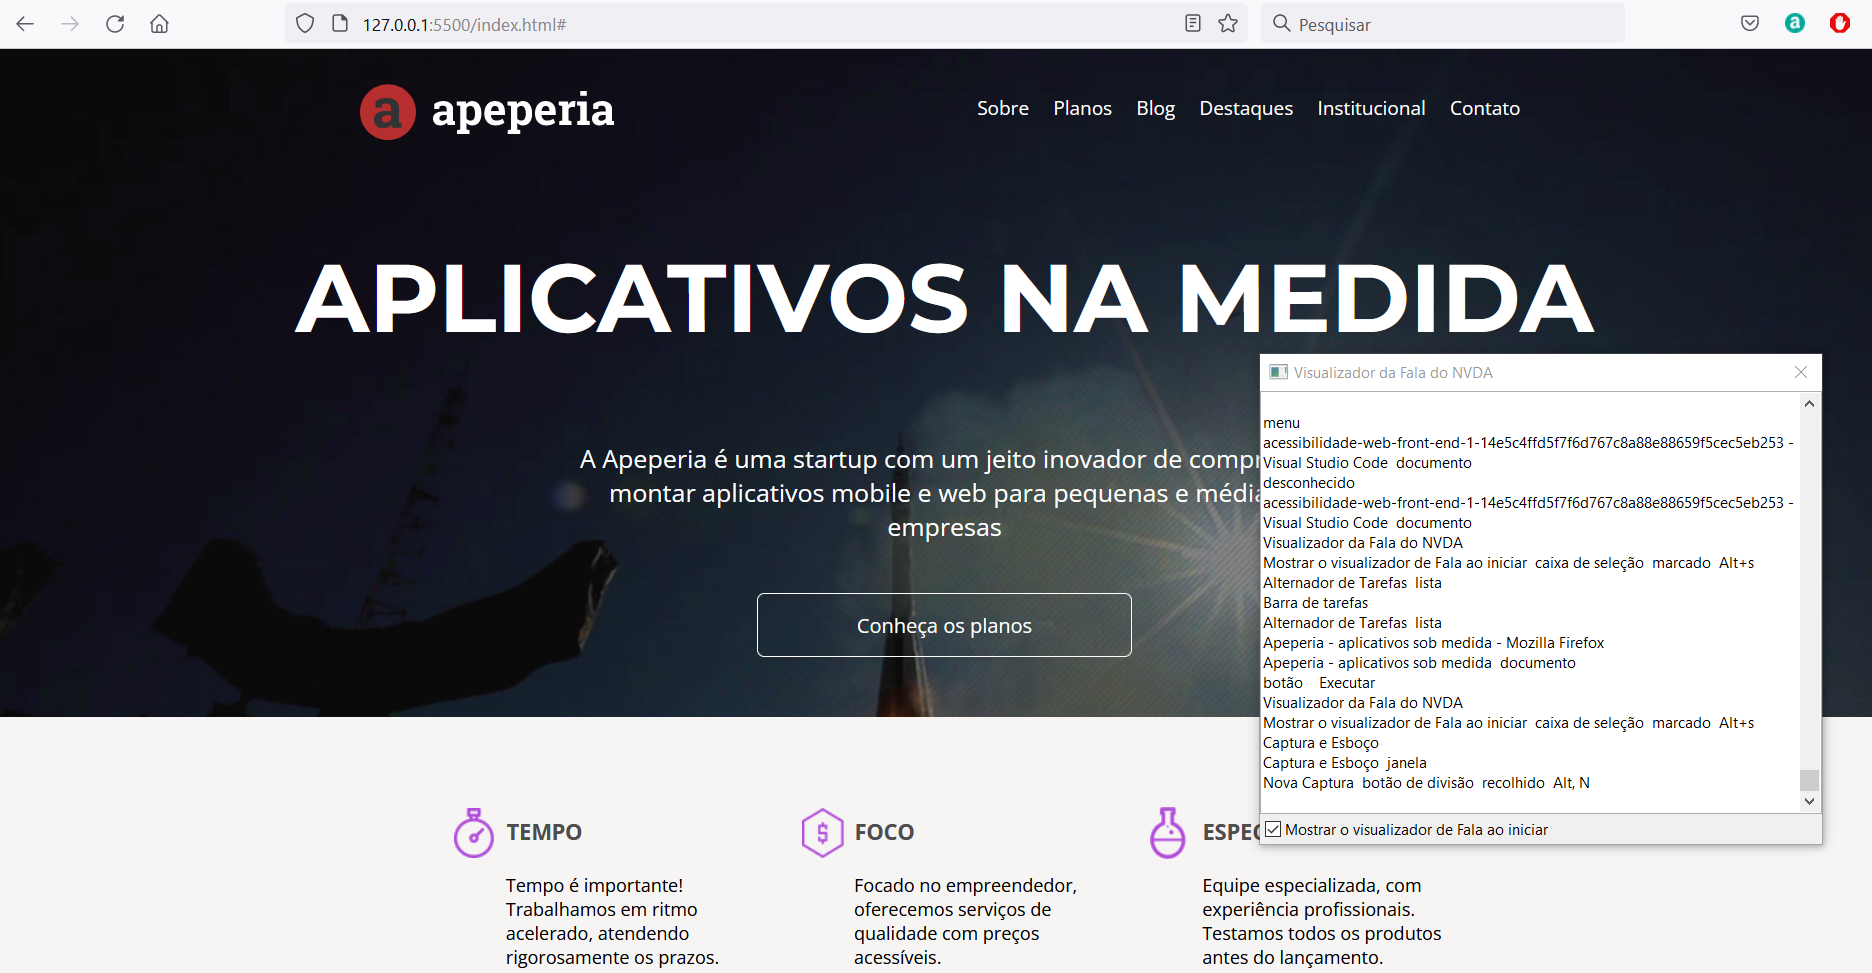 127.0.0.1:5500/index.html#
Pesquisar
a apeperia
Sobre Planos Blog Destaques Institucional Contato
APLICATIVOS NA MEDIDA
A Apeperia é uma startup com um jeito inovador de
montar aplicativos mobile e web para pequenas e
empresas
Conheça os planos
Visualizador da Fala do NVDA
menu
acessibilidade-web-front-end-1-14e5c4ffd5f7f6d767c8a88e88659f5cec5eb253 -
Visual Studio Code documento
desconhecido
acessibilidade-web-front-end-1-14e5c4ffd5f7f6d767c8a88e88659f5cec5eb253 -
Visual Studio Code documento
Visualizador da Fala do NVDA
Mostrar o visualizador de Fala ao iniciar caixa de seleção marcado Alt+s
Alternador de Tarefas lista
Barra de tarefas
Alternador de Tarefas lista
Apeperia - aplicativos sob medida - Mozilla Firefox
Apeperia - aplicativos sob medida documento
botão Executar
Visualizador da Fala do NVDA
Mostrar o visualizador de Fala ao iniciar caixa de seleção marcado Alt+s
Captura e Esboço
Captura e Esboço janela
Nova Captura botão de divisão recolhido Alt, N
Mostrar o visualizador de Fala ao iniciar
TEMPO
Tempo é importante!
Trabalhamos em ritmo
acelerado, atendendo
rigorosamente os prazos.
FOCO
Focado no empreendedor,
oferecemos serviços de
qualidade com preços
acessíveis.
Equipe especializada, com
experiência profissionais.
Testamos todos os produtos
antes do lançamento.